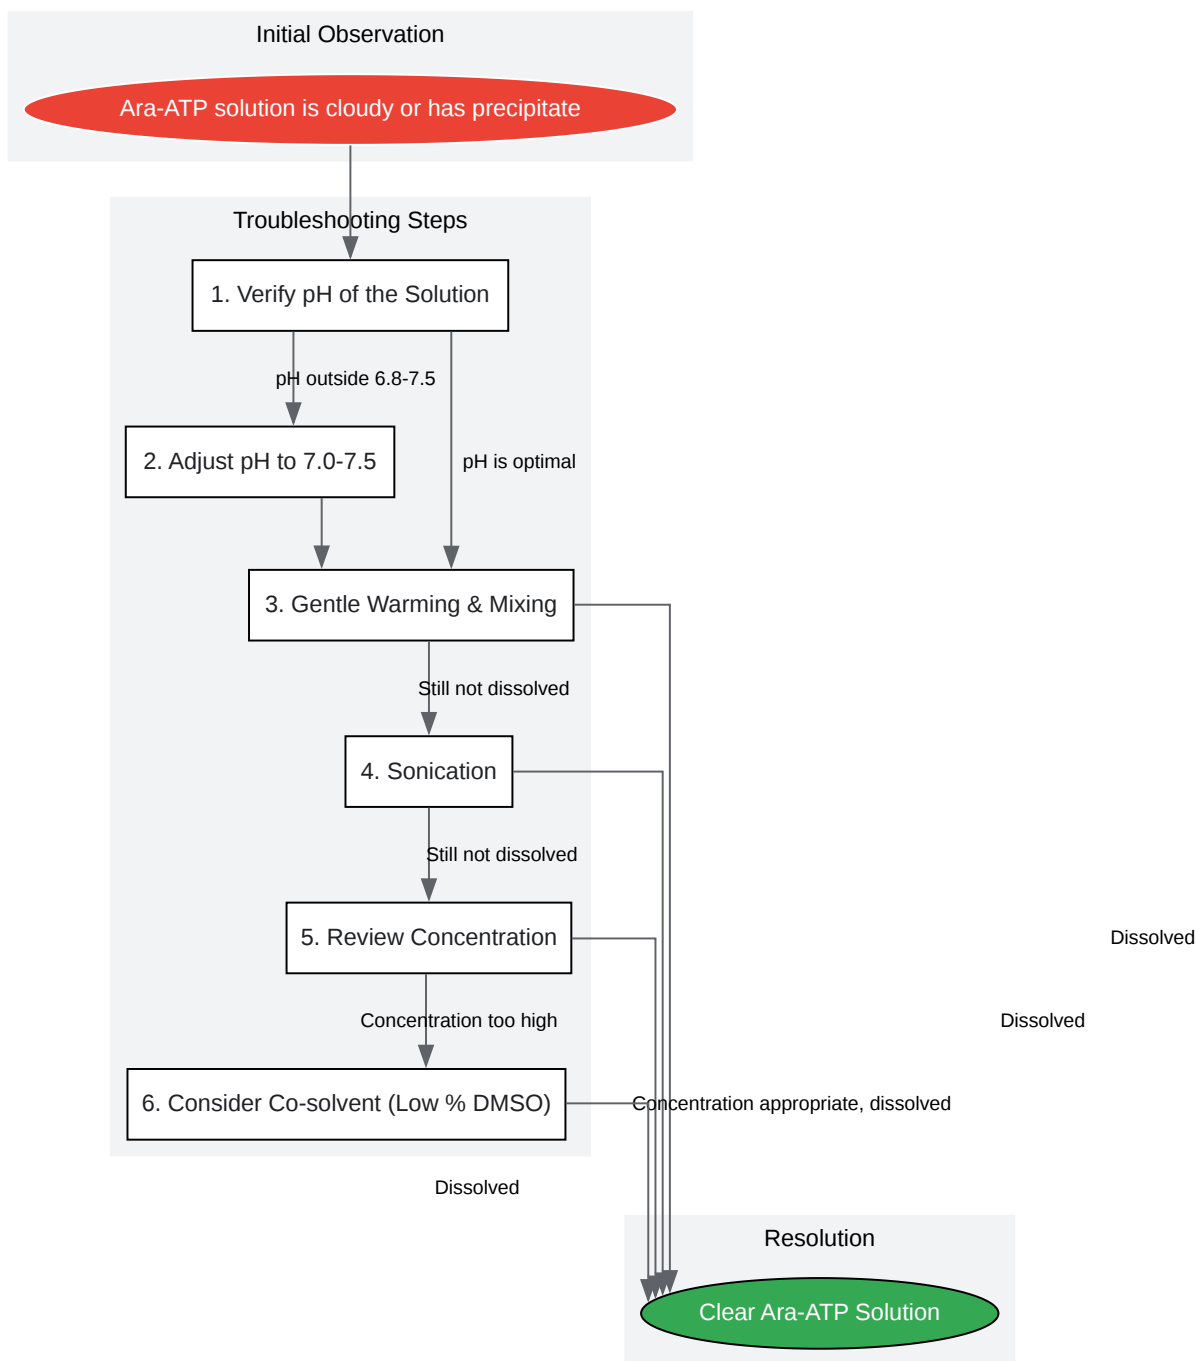 Initial Observation
Ara-ATP solution is cloudy or has precipitate
Troubleshooting Steps
1. Verify pH of the Solution
pH outside 6.8-7.5
2. Adjust pH to 7.0-7.5
pH is optimal
3. Gentle Warming & Mixing
Still not dissolved
4. Sonication
Still not dissolved
5. Review Concentration
Dissolved
Concentration too high
Dissolved
6. Consider Co-solvent (Low % DMSO)
Concentration appropriate, dissolved
Dissolved
Resolution
Clear Ara-ATP Solution